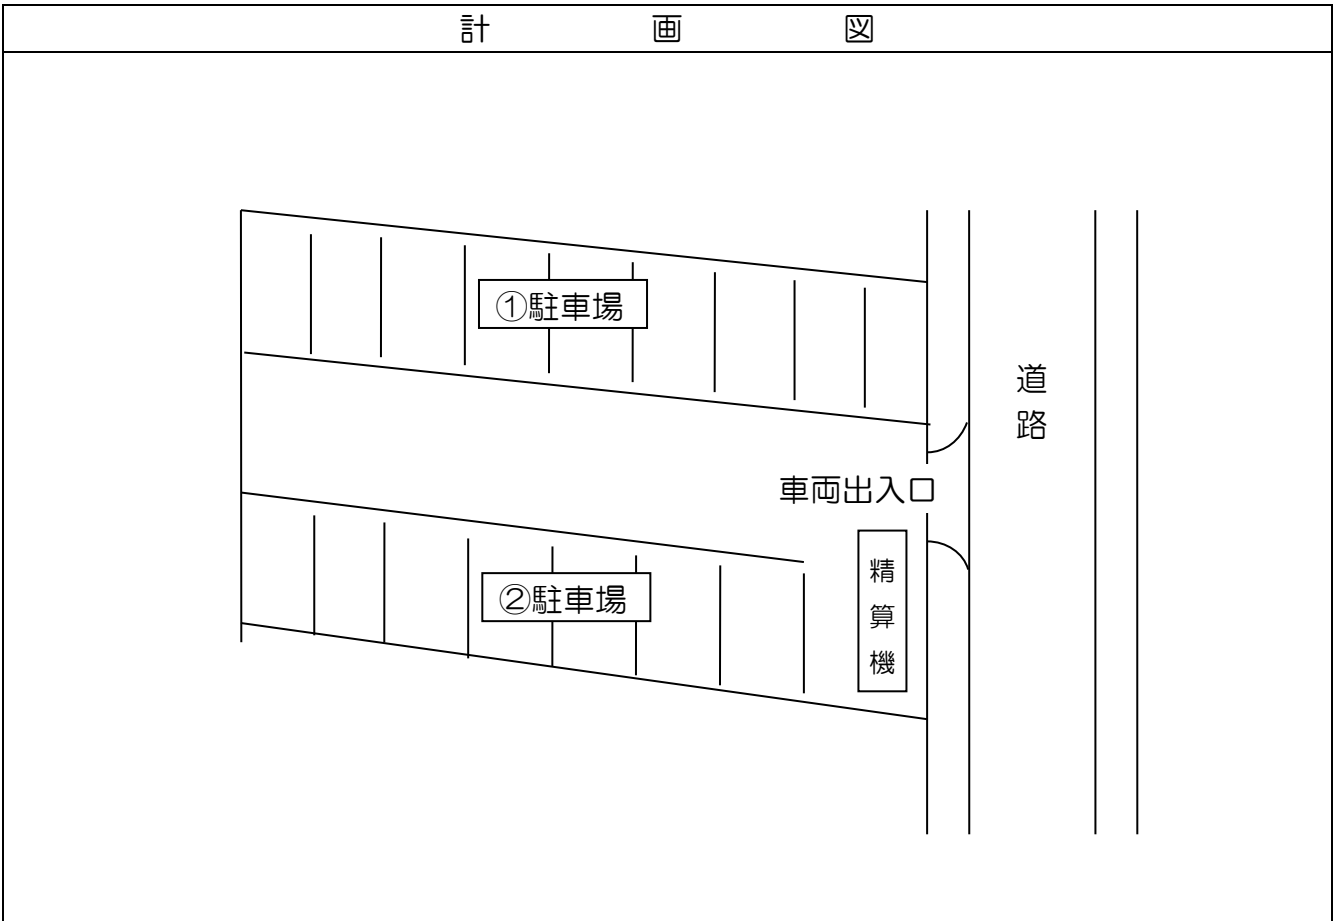 計画図
①駐車場
道路
車両出入口
②駐車場
精算機